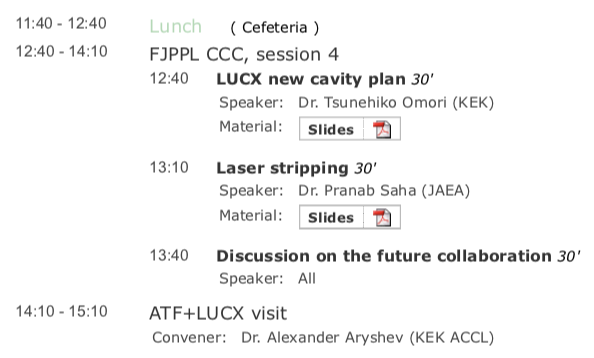 11:40 - 12:40 Lunch ( Cefeteria )
12:40 - 14:10 FJPPL CCC, session 4
12:40 LUCX new cavity plan 30'
Speaker: Dr. Tsunehiko Omori (KEK)
Material: Slides
13:10 Laser stripping 30'
Speaker: Dr. Pranab Saha (JAEA)
Material: Slides
13:40 Discussion on the future collaboration 30'
Speaker: All
14:10 - 15:10 ATF+LUCX visit
Convener: Dr. Alexander Aryshev (KEK ACCL)